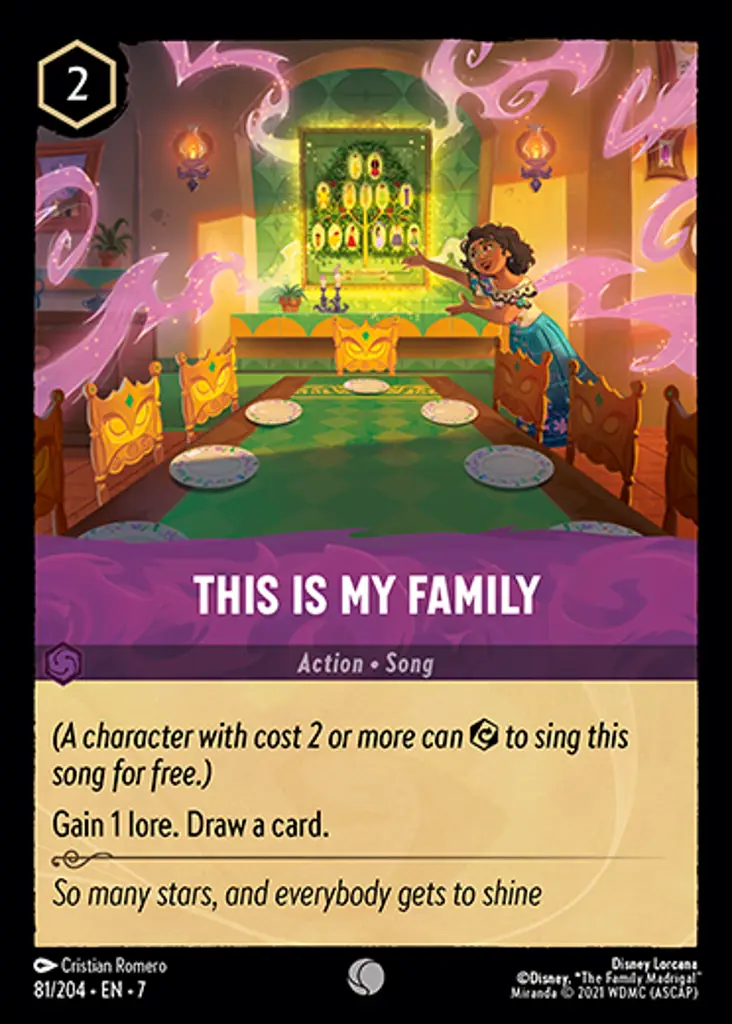 2
THIS IS MY FAMILY
Action • Song
(A character with cost 2 or more can to sing this
song for free.)
Gain 1 lore. Draw a card.
So many stars, and everybody gets to shine
Cristian Romero
81/204 • EN • 7
Disney Lorcana
©Disney, "The Family Madrigal"
Miranda © 2021 WDMC (ASCAP)